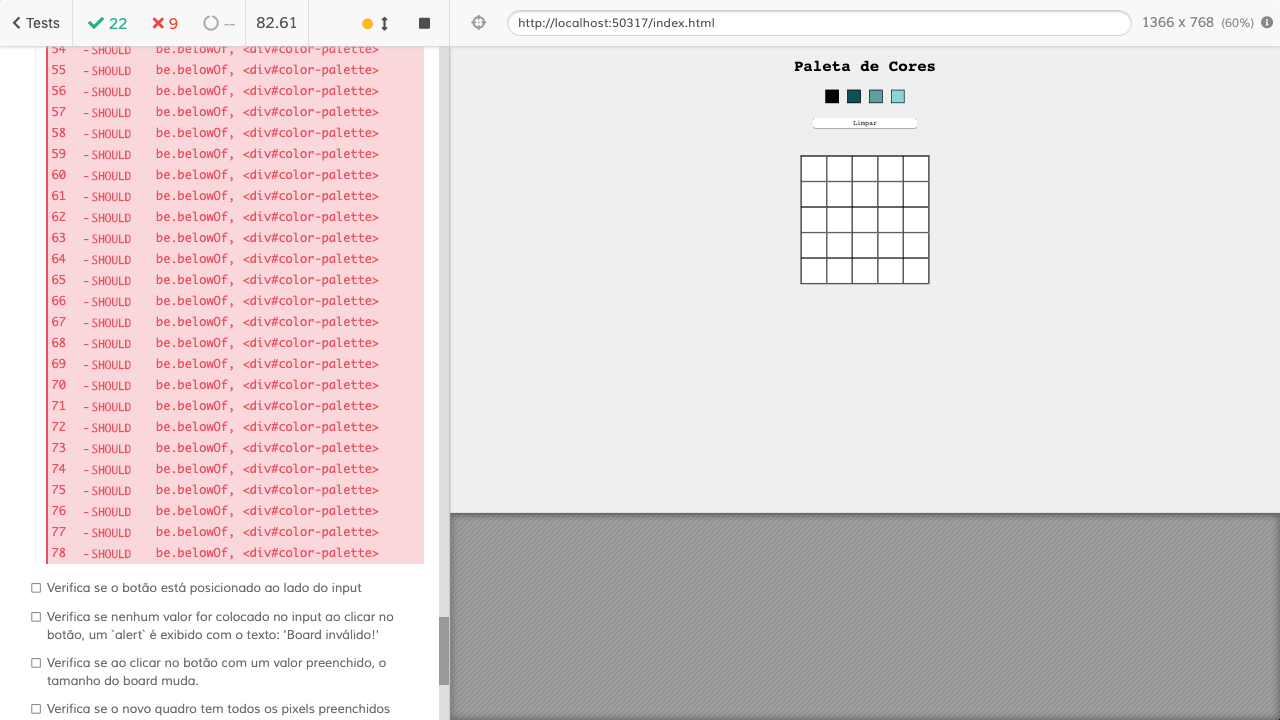 Tests
22
9
--
82.61
http://localhost:50317/index.html
1366 x 768 (60%)
54 -SHOULD be.belowOf, <div#color-palette>
55 -SHOULD be.belowOf, <div#color-palette>
56 -SHOULD be.belowOf, <div#color-palette>
57 -SHOULD be.belowOf, <div#color-palette>
58 -SHOULD be.belowOf, <div#color-palette>
59 -SHOULD be.belowOf, <div#color-palette>
60 -SHOULD be.belowOf, <div#color-palette>
61 -SHOULD be.belowOf, <div#color-palette>
62 -SHOULD be.belowOf, <div#color-palette>
63 -SHOULD be.belowOf, <div#color-palette>
64 -SHOULD be.belowOf, <div#color-palette>
65 -SHOULD be.belowOf, <div#color-palette>
66 -SHOULD be.belowOf, <div#color-palette>
67 -SHOULD be.belowOf, <div#color-palette>
68 -SHOULD be.belowOf, <div#color-palette>
69 -SHOULD be.belowOf, <div#color-palette>
70 -SHOULD be.belowOf, <div#color-palette>
71 -SHOULD be.belowOf, <div#color-palette>
72 -SHOULD be.belowOf, <div#color-palette>
73 -SHOULD be.belowOf, <div#color-palette>
74 -SHOULD be.belowOf, <div#color-palette>
75 -SHOULD be.belowOf, <div#color-palette>
76 -SHOULD be.belowOf, <div#color-palette>
77 -SHOULD be.belowOf, <div#color-palette>
78 -SHOULD be.belowOf, <div#color-palette>
Verifica se o botão está posicionado ao lado do input
Verifica se nenhum valor for colocado no input ao clicar no
botão, um `alert` é exibido com o texto: 'Board inválido!'
Verifica se ao clicar no botão com um valor preenchido, o
tamanho do board muda.
Verifica se o novo quadro tem todos os pixels preenchidos
Paleta de Cores
Limpar